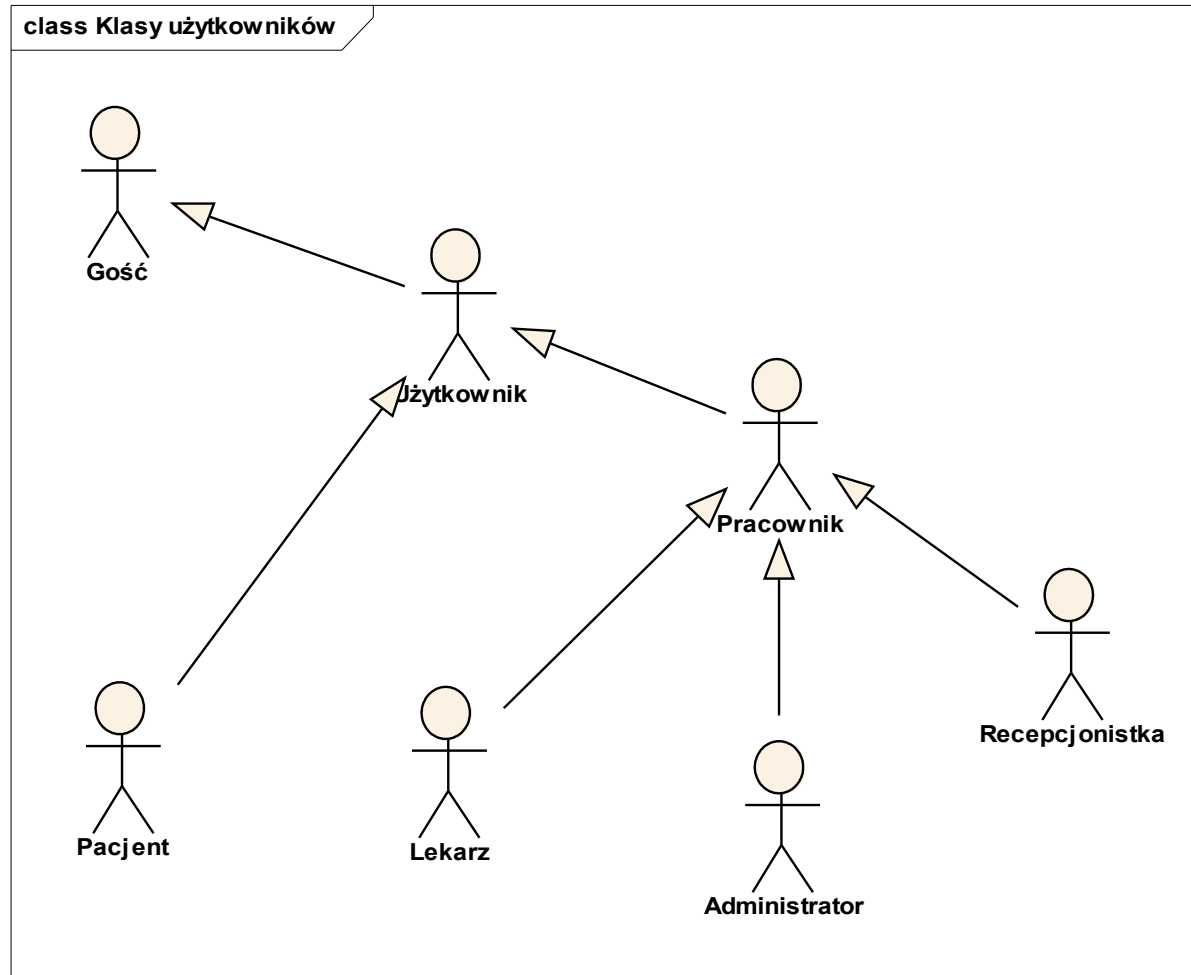 class Klasy użytkowników
Gość
Użytkownik
Pracownik
Recepcjonistka
Pacjent
Lekarz
Administrator